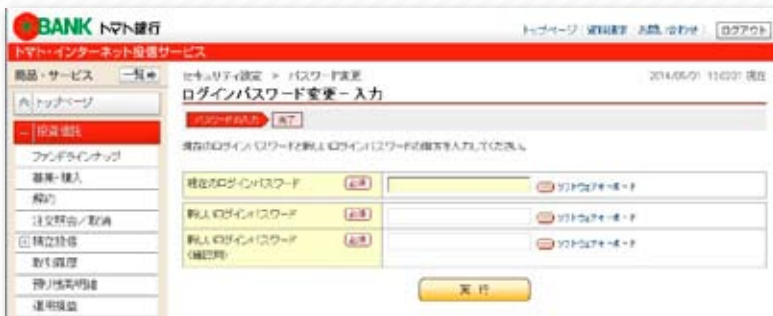 BANK トマト銀行
トップページ 資料請求 お問い合わせ ログアウト
トマト・インターネット投信サービス
商品・サービス 一覧
セキュリティ設定 > パスワード変更
ログインパスワード変更－入力
トップページ
パスワードの入力 完了
投資信託
現在のログインパスワードと新しいログインパスワードの両方を入力してください。
ファンドラインナップ
募集・購入
現在のログインパスワード 必須 ソフトウェアキーボード
解約
新しいログインパスワード 必須 ソフトウェアキーボード
注文照会／取消
新しいログインパスワード 必須 ソフトウェアキーボード
(確認用)
積立投信
取引履歴
預り残高明細
実行
運用損益